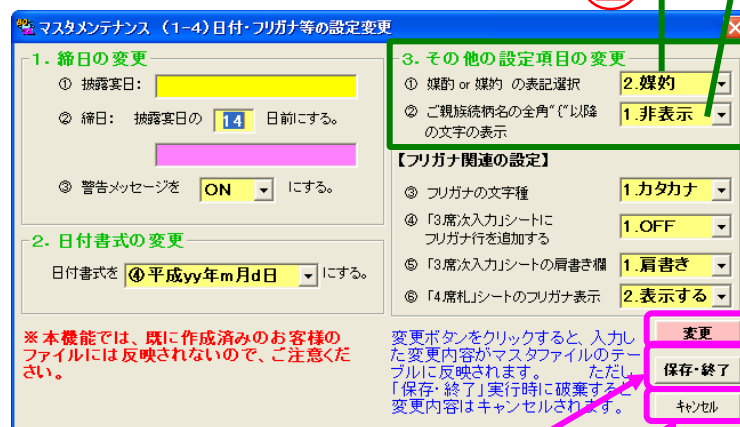 マスタメンテナンス (1-4)日付・フリガナ等の設定変更
1. 締日の変更
① 披露宴日:
② 締日: 披露宴日の 14 日前にする。
③ 警告メッセージを ON にする。
2. 日付書式の変更
日付書式を ④平成yy年m月d日 にする。
※本機能では、既に作成済みのお客様の
ファイルには反映されないので、ご注意くだ
さい。
3. その他の設定項目の変更
① 媒酌 or 媒妁 の表記選択 2.媒妁
② ご親族続柄名の全角"{"以降
の文字の表示 1.非表示
【フリガナ関連の設定】
③ フリガナの文字種 1.カタカナ
④ 「3席次入力」シートに
フリガナ行を追加する 1.OFF
⑤ 「3席次入力」シートの肩書き欄 1.肩書き
⑥ 「4席札」シートのフリガナ表示 2.表示する
変更ボタンをクリックすると、入力し
た変更内容がマスタファイルのテー
ブルに反映されます。 ただし
「保存・終了」実行時に破棄すると
変更内容はキャンセルされます。
変更
保存・終了
キャンセル